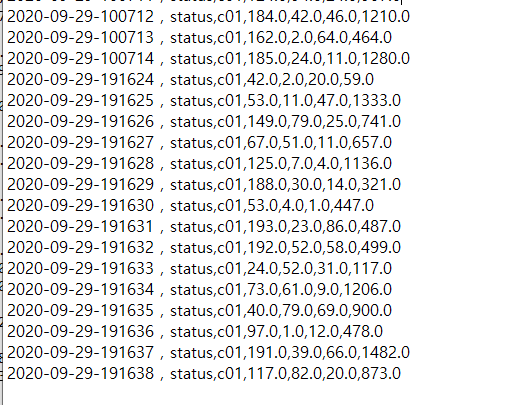 2020-09-29-100712，status,c01,184.0,42.0,46.0,1210.0
2020-09-29-100713，status,c01,162.0,2.0,64.0,464.0
2020-09-29-100714，status,c01,185.0,24.0,11.0,1280.0
2020-09-29-191624，status,c01,42.0,2.0,20.0,59.0
2020-09-29-191625，status,c01,53.0,11.0,47.0,1333.0
2020-09-29-191626，status,c01,149.0,79.0,25.0,741.0
2020-09-29-191627，status,c01,67.0,51.0,11.0,657.0
2020-09-29-191628，status,c01,125.0,7.0,4.0,1136.0
2020-09-29-191629，status,c01,188.0,30.0,14.0,321.0
2020-09-29-191630，status,c01,53.0,4.0,1.0,447.0
2020-09-29-191631，status,c01,193.0,23.0,86.0,487.0
2020-09-29-191632，status,c01,192.0,52.0,58.0,499.0
2020-09-29-191633，status,c01,24.0,52.0,31.0,117.0
2020-09-29-191634，status,c01,73.0,61.0,9.0,1206.0
2020-09-29-191635，status,c01,40.0,79.0,69.0,900.0
2020-09-29-191636，status,c01,97.0,1.0,12.0,478.0
2020-09-29-191637，status,c01,191.0,39.0,66.0,1482.0
2020-09-29-191638，status,c01,117.0,82.0,20.0,873.0